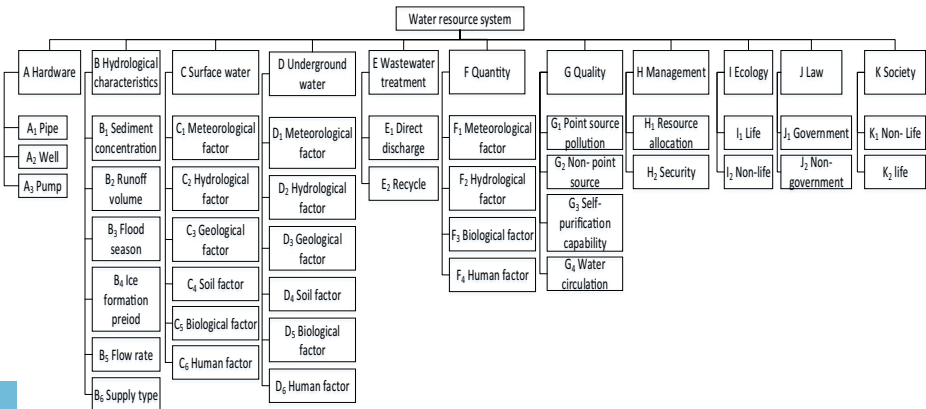 Water resource system
A Hardware
A₁ Pipe
A₂ Well
A₃ Pump
B Hydrological
characteristics
B₁ Sediment
concentration
B₂ Runoff
volume
B₃ Flood
season
B₄ Ice
formation
preiod
B₅ Flow rate
B₆ Supply type
C Surface water
C₁ Meteorological
factor
C₂ Hydrological
factor
C₃ Geological
factor
C₄ Soil factor
C₅ Biological factor
C₆ Human factor
D Underground
water
D₁ Meteorological
factor
D₂ Hydrological
factor
D₃ Geological
factor
D₄ Soil factor
D₅ Biological
factor
D₆ Human factor
E Wastewater
treatment
E₁ Direct
discharge
E₂ Recycle
F Quantity
F₁ Meteorological
factor
F₂ Hydrological
factor
F₃ Biological factor
F₄ Human factor
G Quality
G₁ Point source
pollution
G₂ Non- point
source
G₃ Self-
purification
capability
G₄ Water
circulation
H Management
H₁ Resource
allocation
H₂ Security
I Ecology
I₁ Life
I₂ Non-life
J Law
J₁ Government
J₂ Non-
government
K Society
K₁ Non- Life
K₂ life